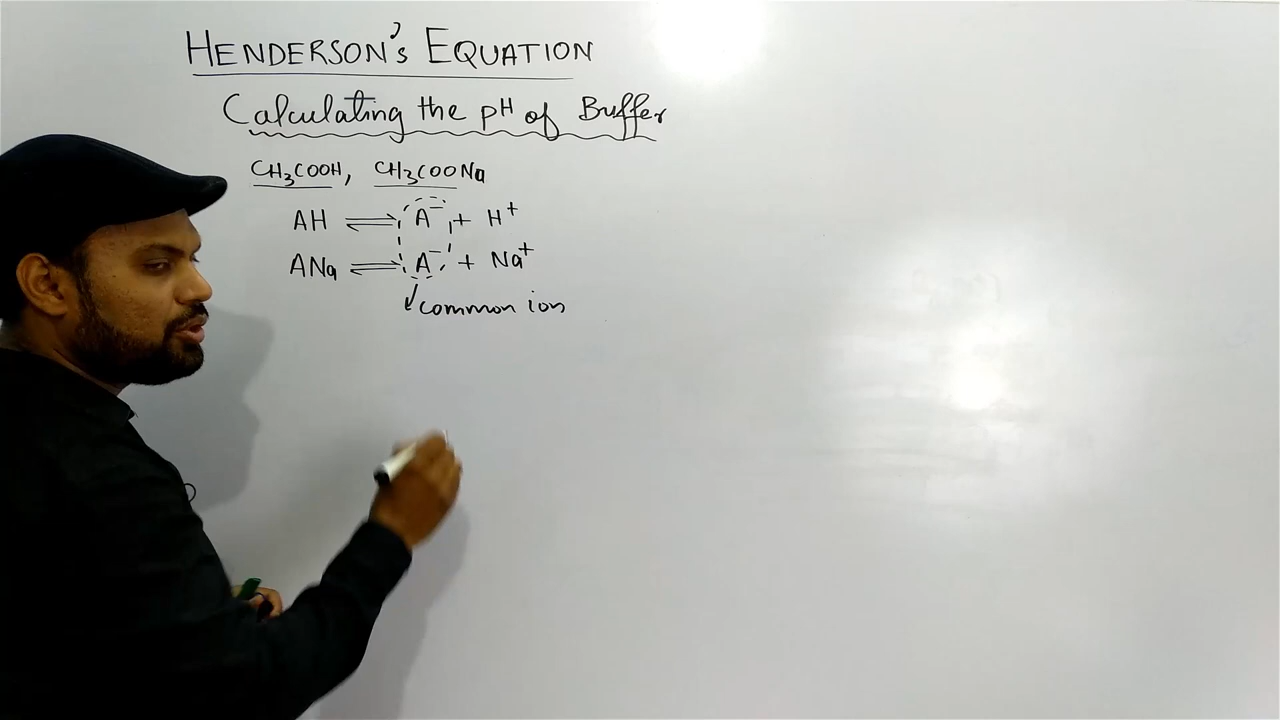 HENDERSON's EQUATION
Calculating the pH of Buffer
CH₃COOH, CH₃COONa
AH ⇌ A⁻ + H⁺
ANa ⇌ A⁻ + Na⁺
common ion